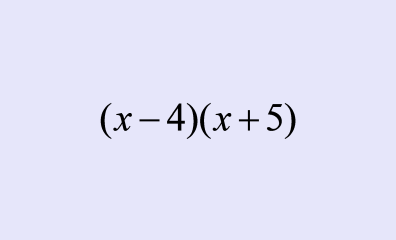 (x − 4)(x + 5)